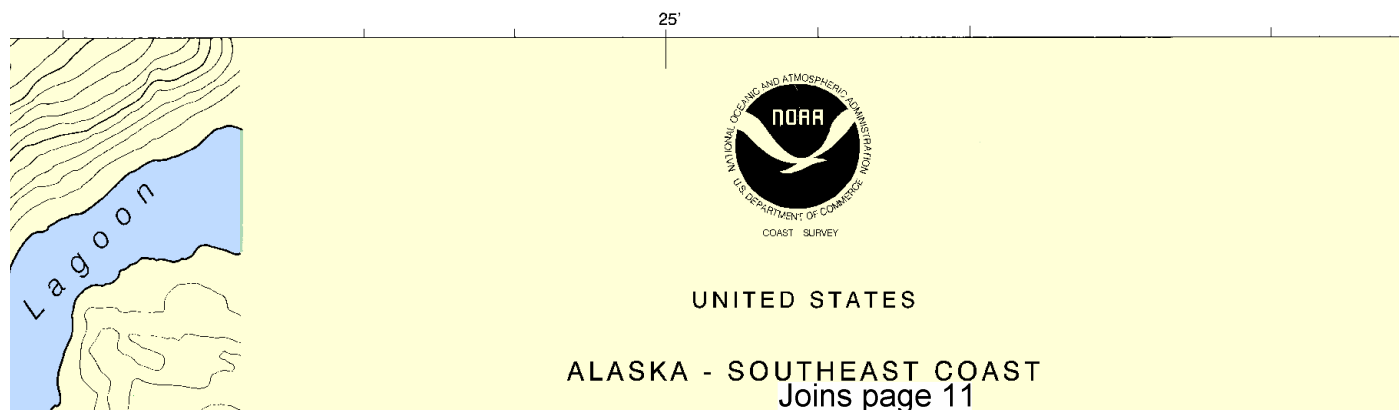 25'
NATIONAL OCEANIC AND ATMOSPHERIC ADMINISTRATION
NOAA
U.S. DEPARTMENT OF COMMERCE
COAST SURVEY
Lagoon
UNITED STATES
ALASKA - SOUTHEAST COAST
Joins page 11